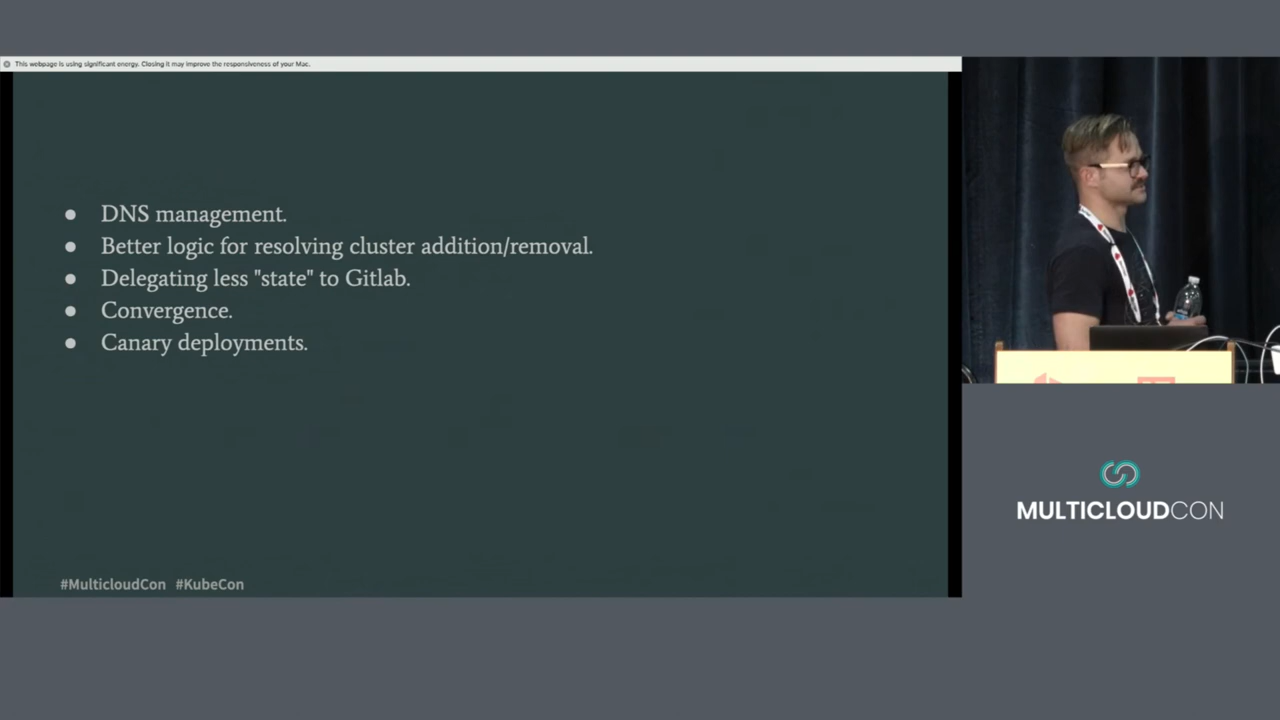 This webpage is using significant energy. Closing it may improve the responsiveness of your Mac.
● DNS management.
● Better logic for resolving cluster addition/removal.
● Delegating less "state" to Gitlab.
● Convergence.
● Canary deployments.
#MulticloudCon #KubeCon
MULTICLOUDCON